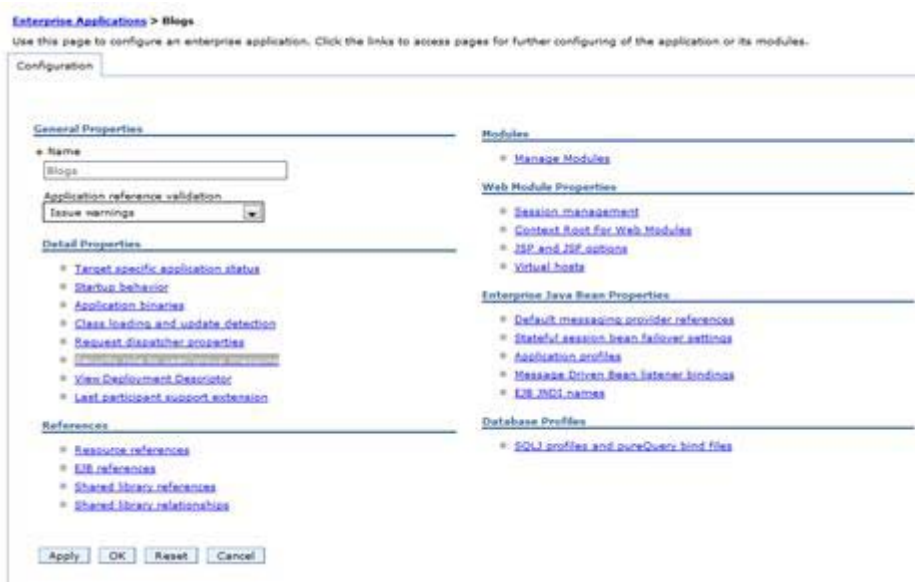 Enterprise Applications > Blogs
Use this page to configure an enterprise application. Click the links to access pages for further configuring of the application or its modules.
Configuration
General Properties
Name
Blogs
Application reference validation
Issue warnings
Detail Properties
Target specific application status
Startup behavior
Application binaries
Class loading and update detection
Request dispatcher properties
View Deployment Descriptor
Last participant support extension
References
Resource references
EJB references
Shared library references
Shared library relationships
Modules
Manage Modules
Web Module Properties
Session management
Context Root For Web Modules
JSP and JSF options
Virtual hosts
Enterprise Java Bean Properties
Default messaging provider references
Stateful session bean failover settings
Application profiles
Message Driven Bean listener bindings
EJB JNDI names
Database Profiles
SQLJ profiles and pureQuery bind files
Apply OK Reset Cancel